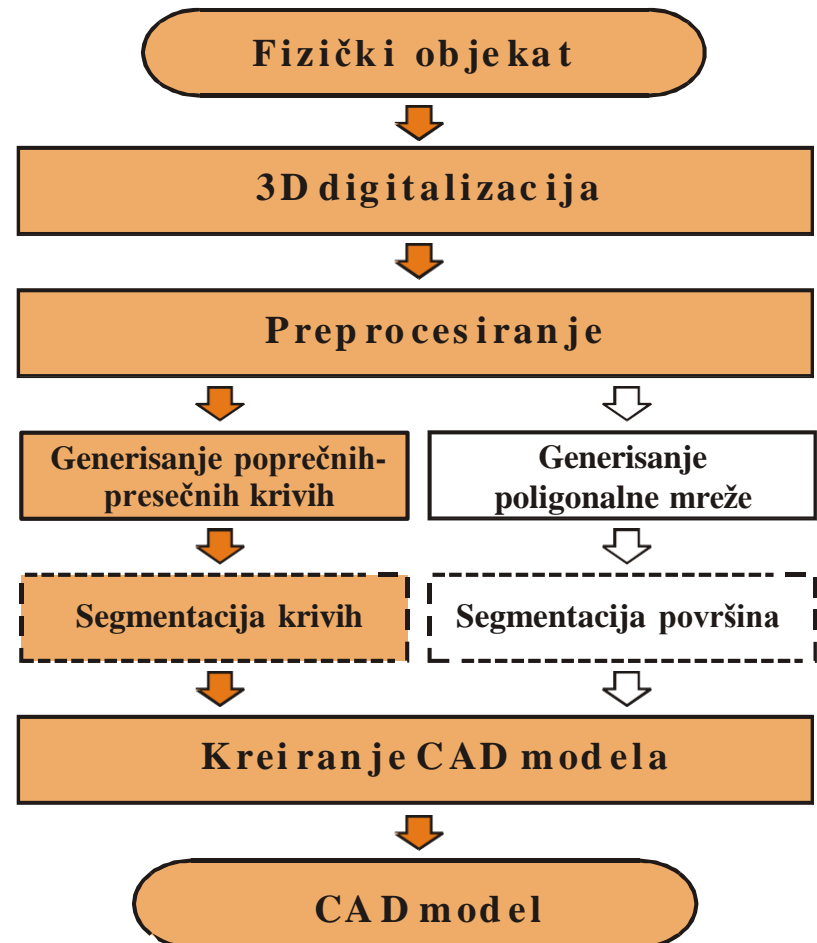 Fizički objekat
3D digitalizacija
Preprocesiranje
Generisanje poprečnih-
presečnih krivih
Generisanje
poligonalne mreže
Segmentacija krivih
Segmentacija površina
Kreiranje CAD modela
CAD model